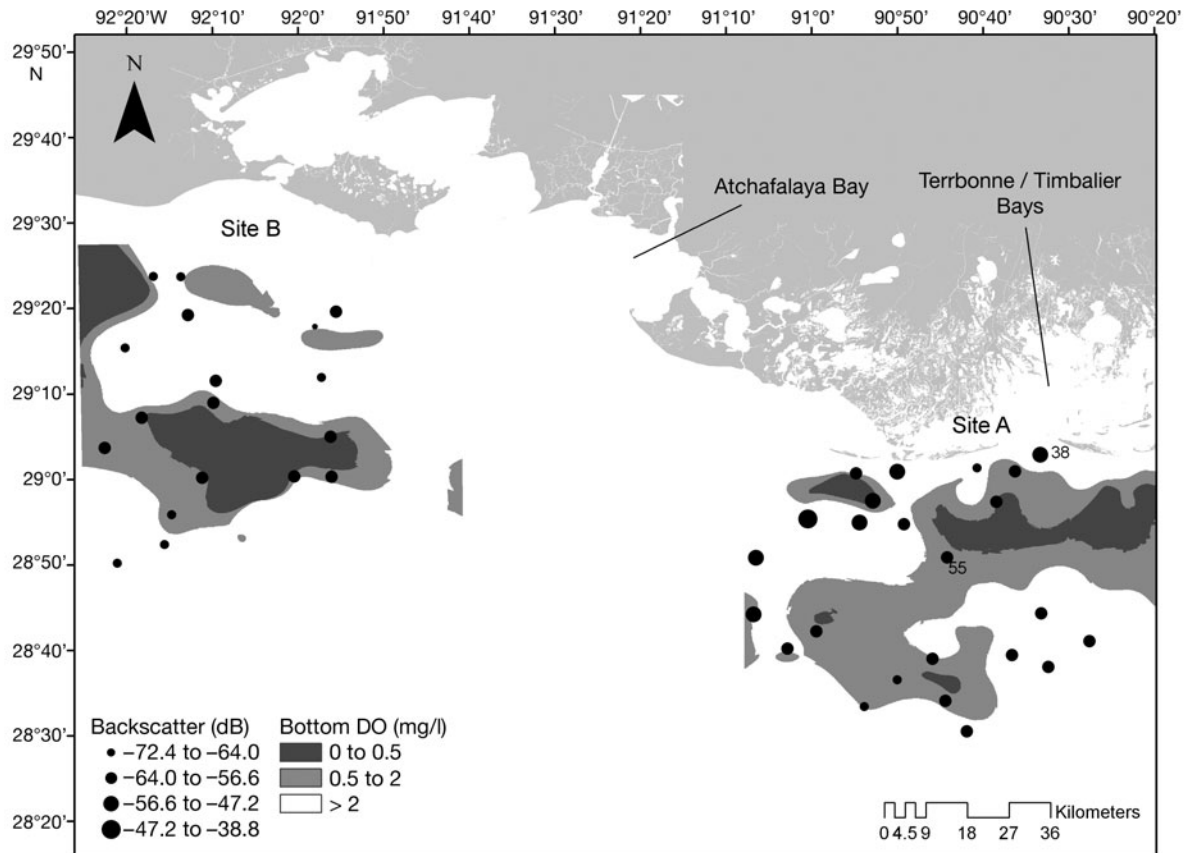 92°20'W 92°10' 92°0' 91°50' 91°40' 91°30' 91°20' 91°10' 91°0' 90°50' 90°40' 90°30' 90°20'
29°50'
N
N
29°40'
Atchafalaya Bay
Terrbonne / Timbalier
Bays
29°30'
Site B
29°20'
29°10'
Site A
38
29°0'
28°50'
55
28°40'
28°30'
28°20'
Backscatter (dB)
–72.4 to –64.0
–64.0 to –56.6
–56.6 to –47.2
–47.2 to –38.8
Bottom DO (mg/l)
0 to 0.5
0.5 to 2
> 2
Kilometers
0 4.5 9 18 27 36